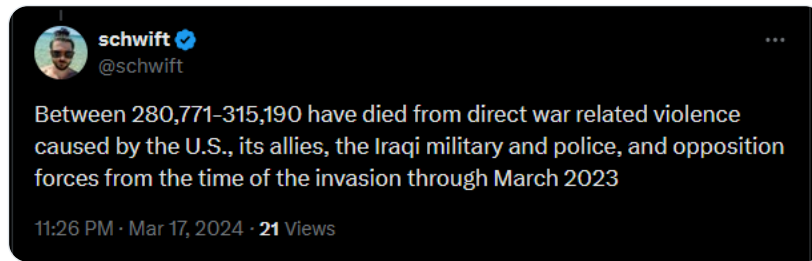 schwift
@schwift
Between 280,771-315,190 have died from direct war related violence
caused by the U.S., its allies, the Iraqi military and police, and opposition
forces from the time of the invasion through March 2023
11:26 PM · Mar 17, 2024 · 21 Views